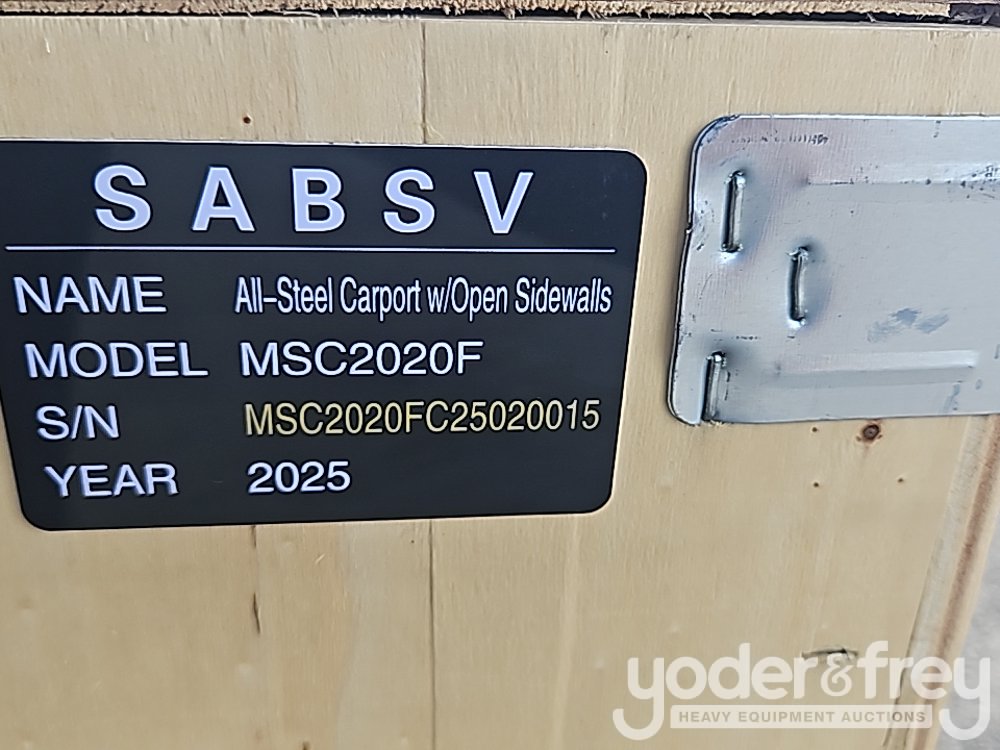 SABSV
NAME All-Steel Carport w/Open Sidewalls
MODEL MSC2020F
S/N MSC2020FC25020015
YEAR 2025
yoder&frey
HEAVY EQUIPMENT AUCTIONS